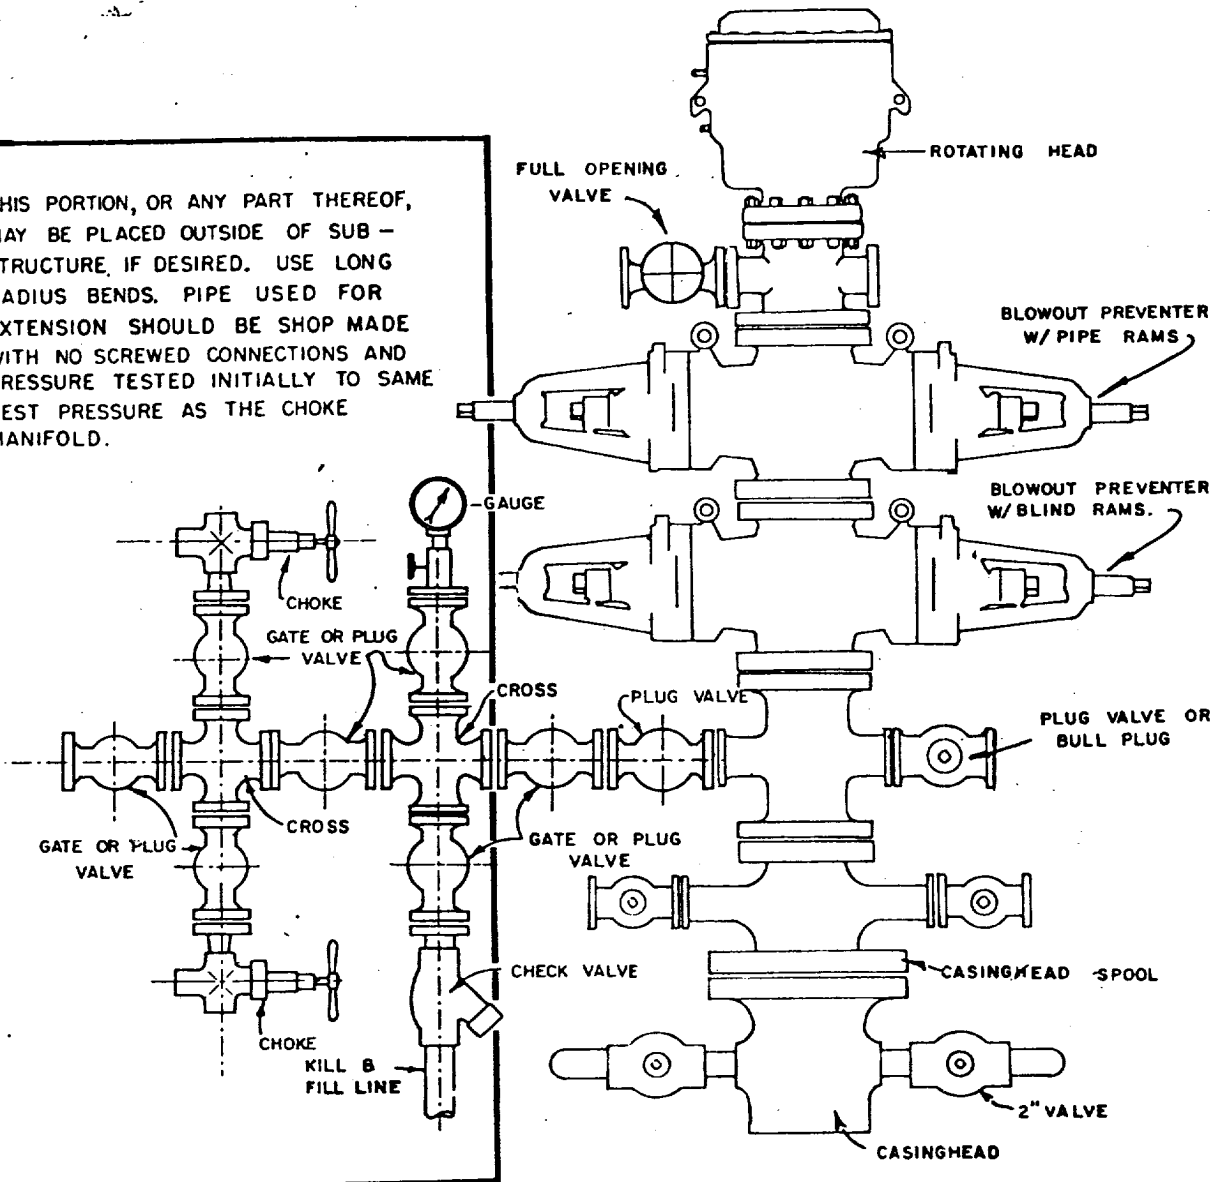 HIS PORTION, OR ANY PART THEREOF,
AY BE PLACED OUTSIDE OF SUB -
TRUCTURE, IF DESIRED. USE LONG
ADIUS BENDS. PIPE USED FOR
XTENSION SHOULD BE SHOP MADE
ITH NO SCREWED CONNECTIONS AND
RESSURE TESTED INITIALLY TO SAME
EST PRESSURE AS THE CHOKE
ANIFOLD.
FULL OPENING
VALVE
ROTATING HEAD
BLOWOUT PREVENTER
W/ PIPE RAMS
BLOWOUT PREVENTER
W/ BLIND RAMS.
GAUGE
CHOKE
GATE OR PLUG
VALVE
CROSS
PLUG VALVE
PLUG VALVE OR
BULL PLUG
CROSS
GATE OR PLUG
VALVE
GATE OR PLUG
VALVE
CHECK VALVE
CASINGHEAD SPOOL
CHOKE
KILL &
FILL LINE
2" VALVE
CASINGHEAD